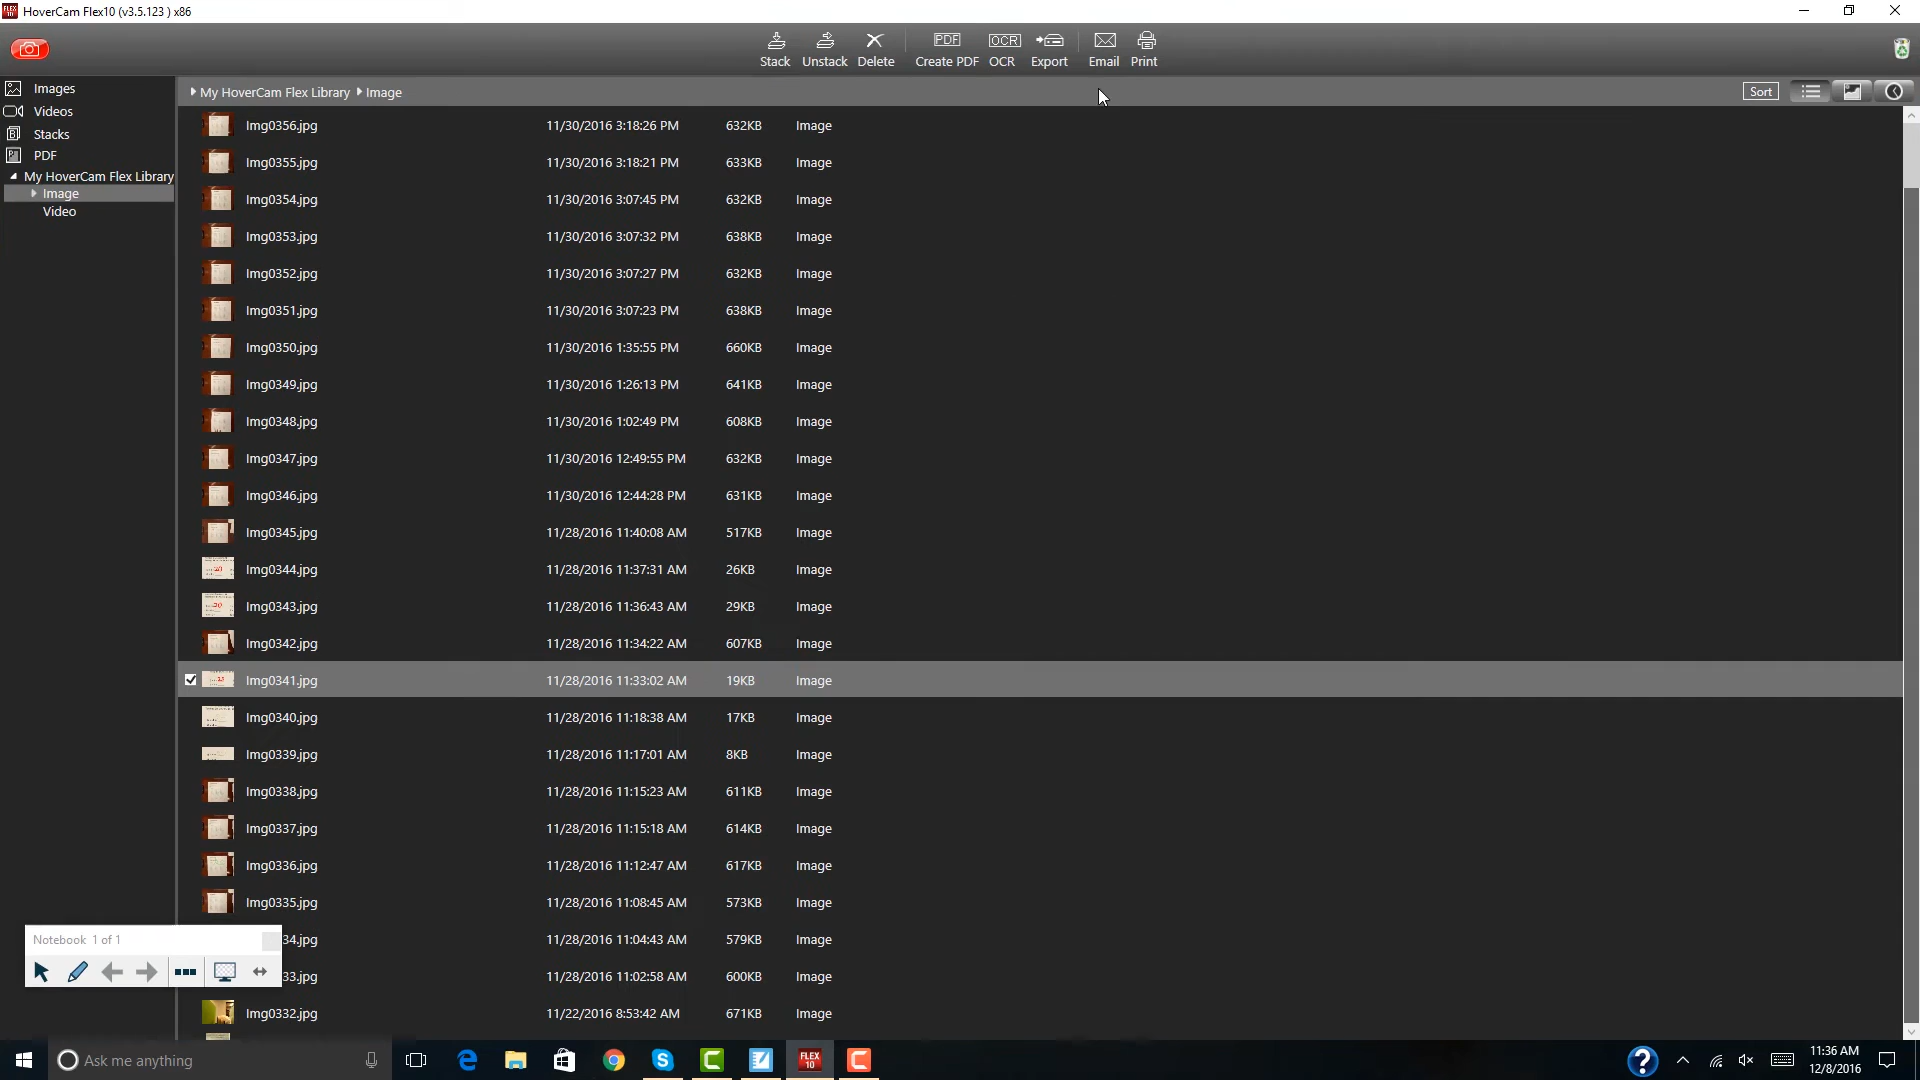 HoverCam Flex10 (v3.5.123 ) x86
Stack Unstack Delete Create PDF OCR Export Email Print
Images
Videos
Stacks
PDF
My HoverCam Flex Library
Image
Video
My HoverCam Flex Library Image
Sort
Img0356.jpg 11/30/2016 3:18:26 PM 632KB Image
Img0355.jpg 11/30/2016 3:18:21 PM 633KB Image
Img0354.jpg 11/30/2016 3:07:45 PM 632KB Image
Img0353.jpg 11/30/2016 3:07:32 PM 638KB Image
Img0352.jpg 11/30/2016 3:07:27 PM 632KB Image
Img0351.jpg 11/30/2016 3:07:23 PM 638KB Image
Img0350.jpg 11/30/2016 1:35:55 PM 660KB Image
Img0349.jpg 11/30/2016 1:26:13 PM 641KB Image
Img0348.jpg 11/30/2016 1:02:49 PM 608KB Image
Img0347.jpg 11/30/2016 12:49:55 PM 632KB Image
Img0346.jpg 11/30/2016 12:44:28 PM 631KB Image
Img0345.jpg 11/28/2016 11:40:08 AM 517KB Image
Img0344.jpg 11/28/2016 11:37:31 AM 26KB Image
Img0343.jpg 11/28/2016 11:36:43 AM 29KB Image
Img0342.jpg 11/28/2016 11:34:22 AM 607KB Image
Img0341.jpg 11/28/2016 11:33:02 AM 19KB Image
Img0340.jpg 11/28/2016 11:18:38 AM 17KB Image
Img0339.jpg 11/28/2016 11:17:01 AM 8KB Image
Img0338.jpg 11/28/2016 11:15:23 AM 611KB Image
Img0337.jpg 11/28/2016 11:15:18 AM 614KB Image
Img0336.jpg 11/28/2016 11:12:47 AM 617KB Image
Img0335.jpg 11/28/2016 11:08:45 AM 573KB Image
34.jpg 11/28/2016 11:04:43 AM 579KB Image
33.jpg 11/28/2016 11:02:58 AM 600KB Image
Img0332.jpg 11/22/2016 8:53:42 AM 671KB Image
Notebook 1 of 1
Ask me anything
FLEX
10
11:36 AM
12/8/2016